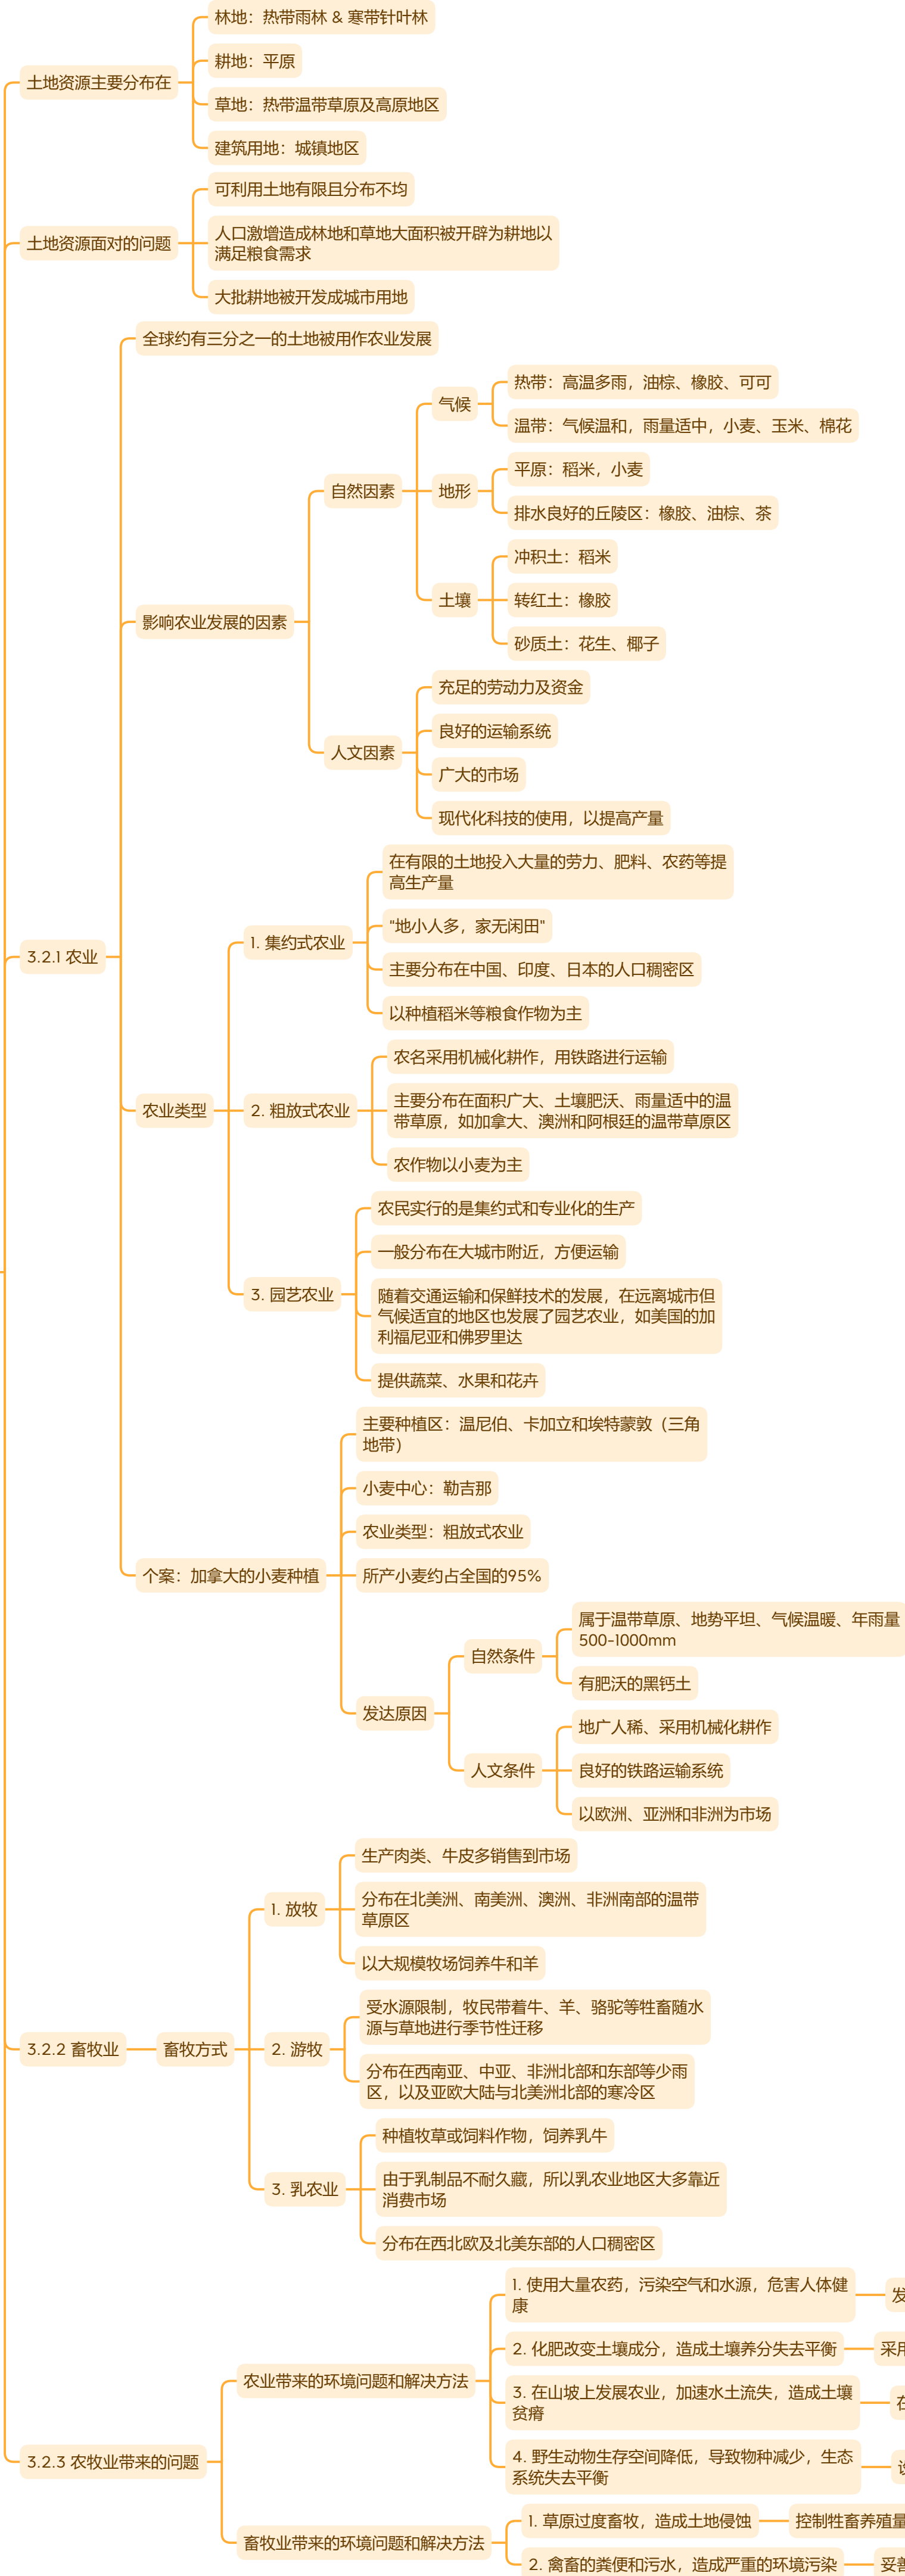 土地资源主要分布在
林地：热带雨林 & 寒带针叶林
耕地：平原
草地：热带温带草原及高原地区
建筑用地：城镇地区
土地资源面对的问题
可利用土地有限且分布不均
人口激增造成林地和草地大面积被开辟为耕地以
满足粮食需求
大批耕地被开发成城市用地
3.2.1 农业
全球约有三分之一的土地被用作农业发展
影响农业发展的因素
自然因素
气候
热带：高温多雨，油棕、橡胶、可可
温带：气候温和，雨量适中，小麦、玉米、棉花
地形
平原：稻米，小麦
排水良好的丘陵区：橡胶、油棕、茶
土壤
冲积土：稻米
转红土：橡胶
砂质土：花生、椰子
人文因素
充足的劳动力及资金
良好的运输系统
广大的市场
现代化科技的使用，以提高产量
农业类型
1. 集约式农业
在有限的土地投入大量的劳力、肥料、农药等提
高生产量
"地小人多，家无闲田"
主要分布在中国、印度、日本的人口稠密区
以种植稻米等粮食作物为主
2. 粗放式农业
农名采用机械化耕作，用铁路进行运输
主要分布在面积广大、土壤肥沃、雨量适中的温
带草原，如加拿大、澳洲和阿根廷的温带草原区
农作物以小麦为主
3. 园艺农业
农民实行的是集约式和专业化的生产
一般分布在大城市附近，方便运输
随着交通运输和保鲜技术的发展，在远离城市但
气候适宜的地区也发展了园艺农业，如美国的加
利福尼亚和佛罗里达
提供蔬菜、水果和花卉
个案：加拿大的小麦种植
主要种植区：温尼伯、卡加立和埃特蒙敦（三角
地带）
小麦中心：勒吉那
农业类型：粗放式农业
所产小麦约占全国的95%
发达原因
自然条件
属于温带草原、地势平坦、气候温暖、年雨量
500-1000mm
有肥沃的黑钙土
人文条件
地广人稀、采用机械化耕作
良好的铁路运输系统
以欧洲、亚洲和非洲为市场
3.2.2 畜牧业
畜牧方式
1. 放牧
生产肉类、牛皮多销售到市场
分布在北美洲、南美洲、澳洲、非洲南部的温带
草原区
以大规模牧场饲养牛和羊
2. 游牧
受水源限制，牧民带着牛、羊、骆驼等牲畜随水
源与草地进行季节性迁移
分布在西南亚、中亚、非洲北部和东部等少雨
区，以及亚欧大陆与北美洲北部的寒冷区
3. 乳农业
种植牧草或饲料作物，饲养乳牛
由于乳制品不耐久藏，所以乳农业地区大多靠近
消费市场
分布在西北欧及北美东部的人口稠密区
3.2.3 农牧业带来的问题
农业带来的环境问题和解决方法
1. 使用大量农药，污染空气和水源，危害人体健
康
发
2. 化肥改变土壤成分，造成土壤养分失去平衡
采用
3. 在山坡上发展农业，加速水土流失，造成土壤
贫瘠
在
4. 野生动物生存空间降低，导致物种减少，生态
系统失去平衡
畜牧业带来的环境问题和解决方法
1. 草原过度畜牧，造成土地侵蚀
控制牲畜养殖量
2. 禽畜的粪便和污水，造成严重的环境污染
妥善